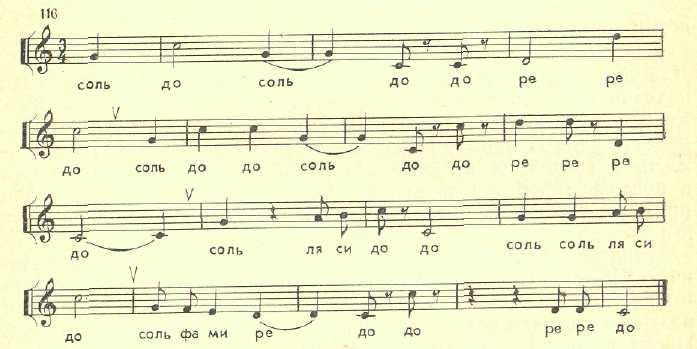 116
3
4
соль до соль до до ре ре
V
до соль до до соль до до ре ре ре
V
до соль ля си до до соль соль ля си
V
до соль фа ми ре до до ре ре до